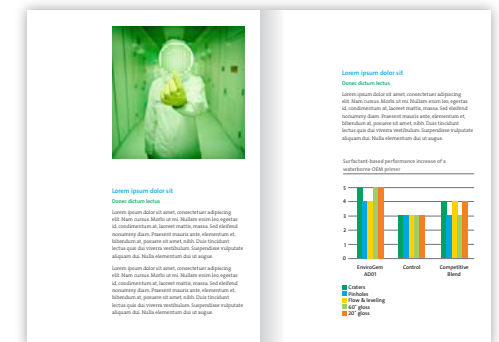 Lorem ipsum dolor sit
Donec dictum lectus
Lorem ipsum dolor sit amet, consectetuer adipiscing
elit. Nam cursus. Morbi ut mi. Nullam enim leo, egestas
id, condimentum at, laoreet mattis, massa. Sed eleifend
nonummy diam. Praesent mauris ante, elementum et,
bibendum at, posuere sit amet, nibh. Duis tincidunt
lectus quis dui viverra vestibulum. Suspendisse vulputate
aliquam dui. Nulla elementum dui ut augue.
Lorem ipsum dolor sit amet, consectetuer adipiscing
elit. Nam cursus. Morbi ut mi. Nullam enim leo, egestas
id, condimentum at, laoreet mattis, massa. Sed eleifend
nonummy diam. Praesent mauris ante, elementum et,
bibendum at, posuere sit amet, nibh. Duis tincidunt
lectus quis dui viverra vestibulum. Suspendisse vulputate
aliquam dui. Nulla elementum dui ut augue.
Lorem ipsum dolor sit
Donec dictum lectus
Lorem ipsum dolor sit amet, consectetuer adipiscing
elit. Nam cursus. Morbi ut mi. Nullam enim leo, egestas
id, condimentum at, laoreet mattis, massa. Sed eleifend
nonummy diam. Praesent mauris ante, elementum et,
bibendum at, posuere sit amet, nibh. Duis tincidunt
lectus quis dui viverra vestibulum. Suspendisse vulputate
aliquam dui. Nulla elementum dui ut augue.
Surfactant-based performance increase of a
waterborne OEM primer
5
4
3
2
1
0
EnviroGem
AD01
Control
Competitive
Blend
Craters
Pinholes
Flow & leveling
60° gloss
20° gloss